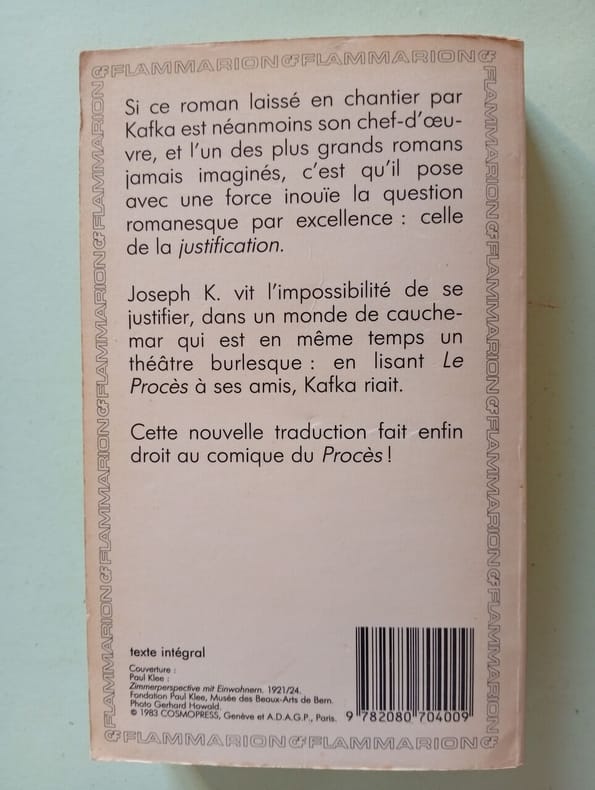 GFFLAMMARIONGFFLAMMARIONGF
Si ce roman laissé en chantier par
Kafka est néanmoins son chef-d'œu-
vre, et l'un des plus grands romans
jamais imaginés, c'est qu'il pose
avec une force inouïe la question
romanesque par excellence : celle
de la justification.
Joseph K. vit l'impossibilité de se
justifier, dans un monde de cauche-
mar qui est en même temps un
théâtre burlesque : en lisant Le
Procès à ses amis, Kafka riait.
Cette nouvelle traduction fait enfin
droit au comique du Procès !
texte intégral
Couverture :
Paul Klee :
Zimmerperspective mit Einwohnern. 1921/24.
Fondation Paul Klee, Musée des Beaux-Arts de Bern.
Photo Gerhard Howald.
© 1983 COSMOPRESS, Genève et A.D.A.G.P., Paris.
9 782080 704009
GFFLAMMARIONGFFLAMMARIONGF
FLAMMARIONGFFLAMMARIONGFFLAMMARIONGFFLAMMARION
FLAMMARIONGFFLAMMARIONGFFLAMMARIONGFFLAMMARION